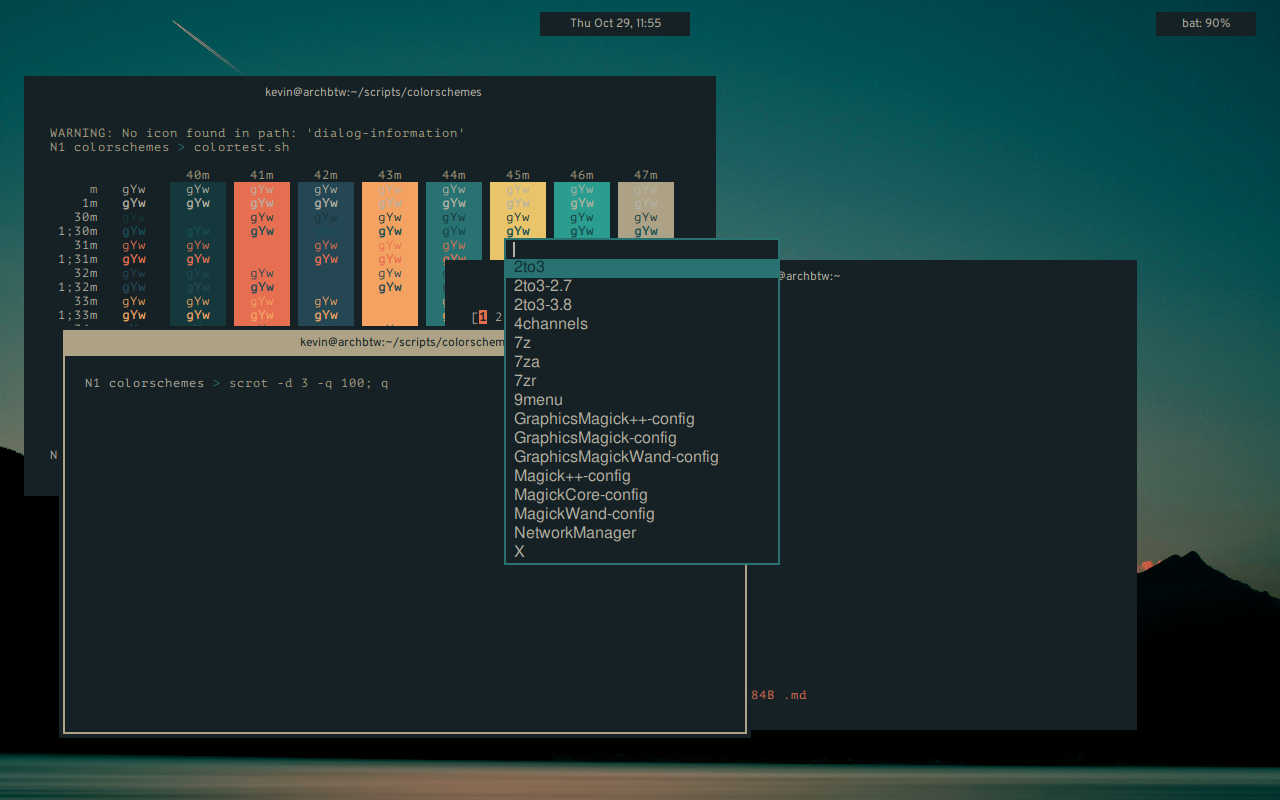 Thu Oct 29, 11:55
bat: 90%
kevin@archbtw:~/scripts/colorschemes
WARNING: No icon found in path: 'dialog-information'
N1 colorschemes > colortest.sh
40m 41m 42m 43m 44m 45m 46m 47m
m gYw gYw gYw gYw gYw gYw gYw gYw gYw
1m gYw gYw gYw gYw gYw gYw gYw gYw gYw
30m gYw gYw gYw gYw gYw gYw gYw gYw
1;30m gYw gYw gYw gYw gYw gYw gYw gYw gYw
31m gYw gYw gYw gYw gYw
1;31m gYw gYw gYw gYw gYw
32m gYw gYw gYw gYw
1;32m gYw gYw gYw gYw
33m gYw gYw gYw gYw
1;33m gYw gYw gYw gYw
@archbtw:~
[1 2
kevin@archbtw:~/scripts/colorschem
N1 colorschemes > scrot -d 3 -q 100; q
N
84B .md
2to3
2to3-2.7
2to3-3.8
4channels
7z
7za
7zr
9menu
GraphicsMagick++-config
GraphicsMagick-config
GraphicsMagickWand-config
Magick++-config
MagickCore-config
MagickWand-config
NetworkManager
X